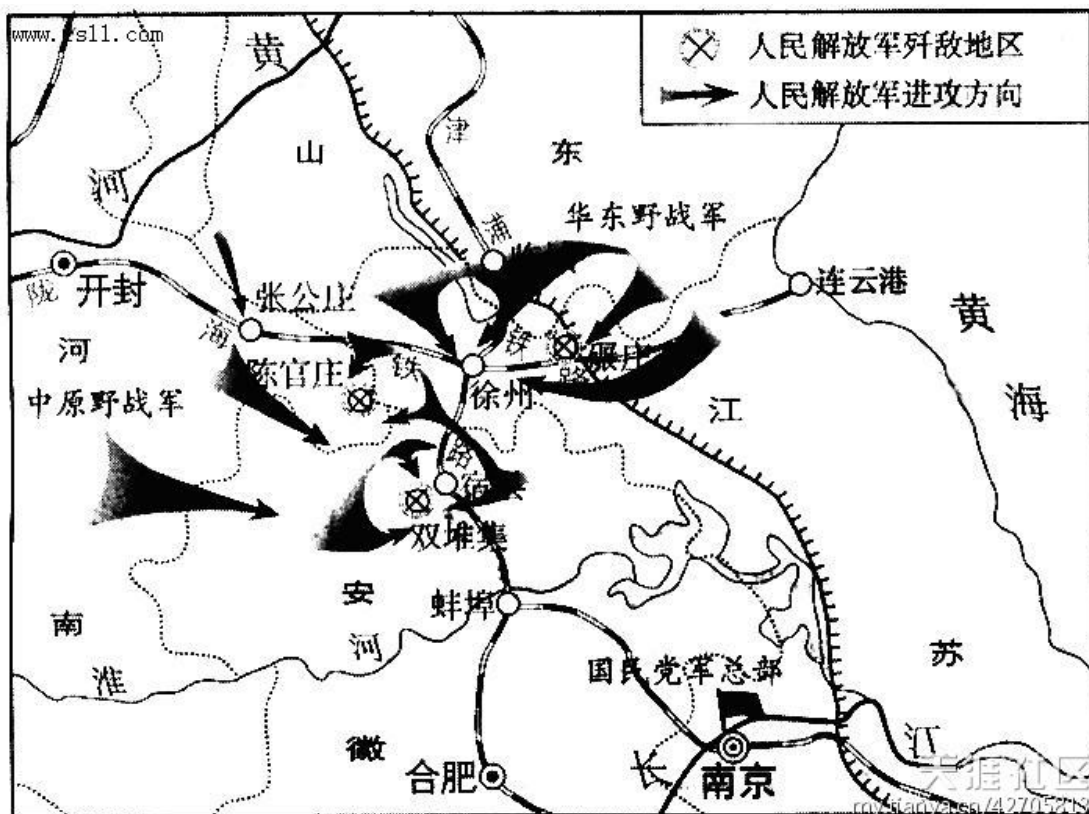 www.rs11.com
人民解放军歼敌地区
人民解放军进攻方向
黄
河
山
东
津
浦
铁
路
华东野战军
连云港
黄
海
开封
陇
海
铁
路
张公庄
陈官庄
徐州
碾庄
河
南
中原野战军
江
苏
双堆集
安
徽
蚌埠
淮
河
国民党军总部
合肥
长
江
南京
天涯社区